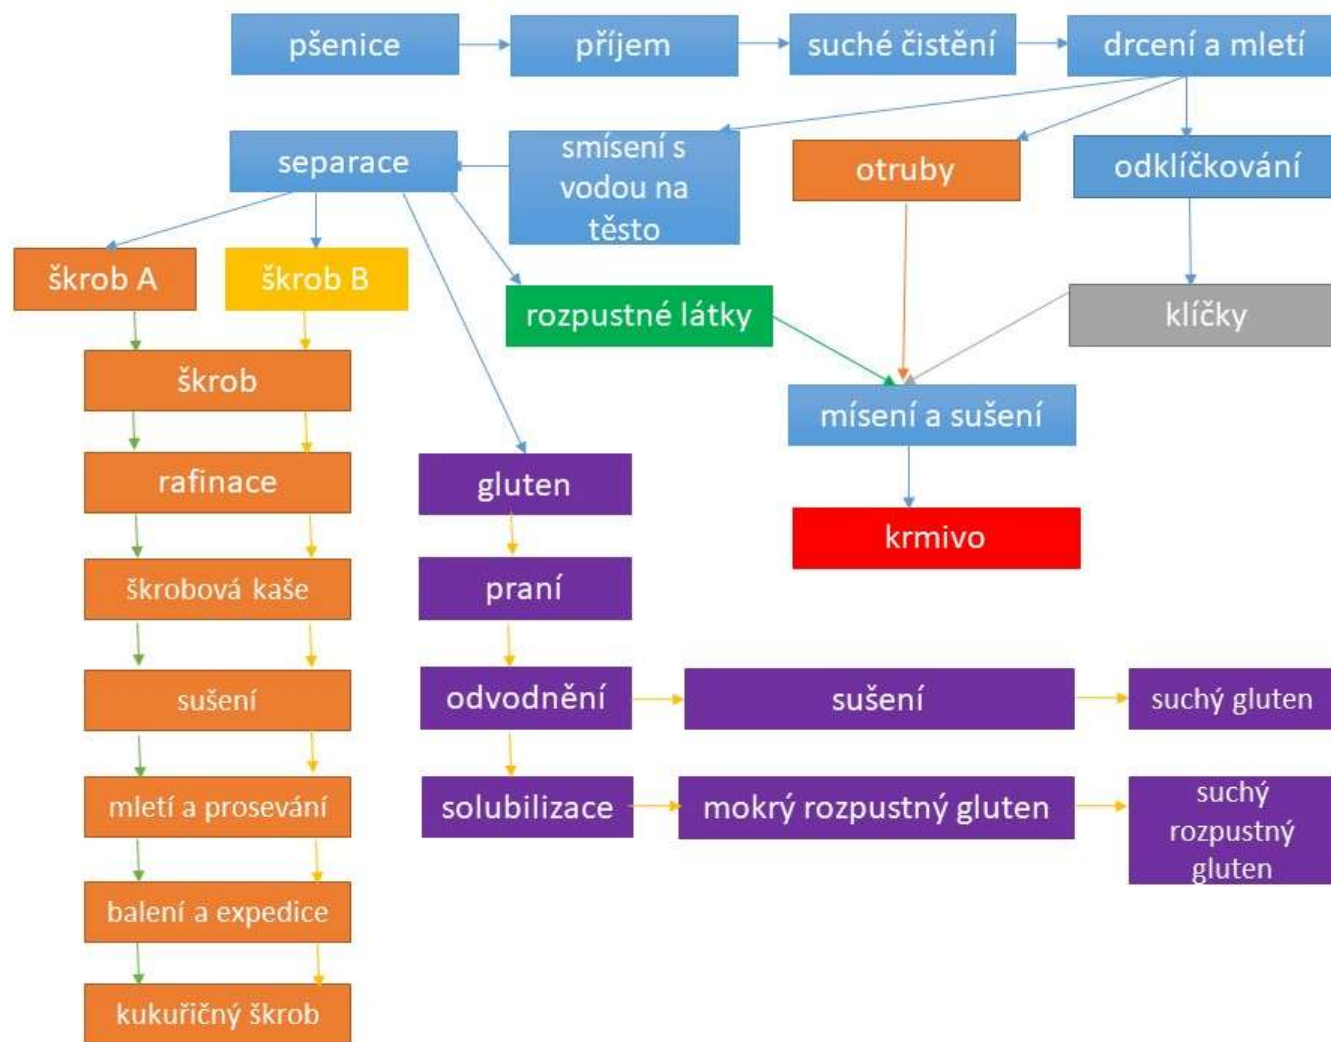 pšenice
příjem
suché čistění
drcení a mletí
separace
smísení s
vodou na
těsto
otruby
odklíčkování
škrob A
škrob B
rozpustné látky
klíčky
škrob
mísení a sušení
rafinace
gluten
krmivo
škrobová kaše
praní
sušení
odvodnění
sušení
suchý gluten
mletí a prosevání
solubilizace
mokrý rozpustný gluten
suchý
rozpustný
gluten
balení a expedice
kukuřičný škrob